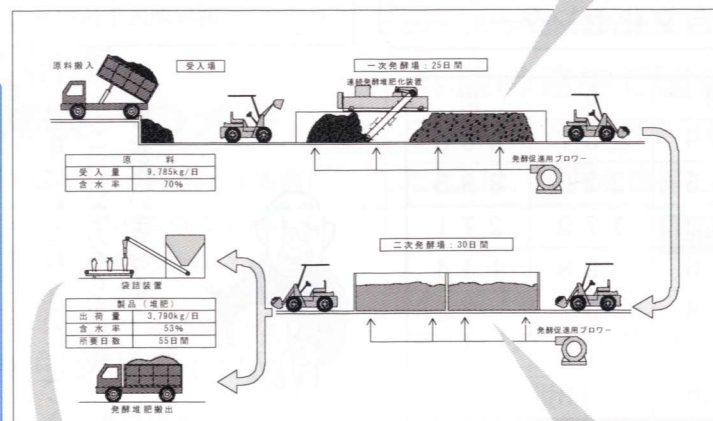 原料搬入
受入場
一次発酵場：25日間
連続発酵堆肥化装置
原 料
受 入 量 9,785kg/日
含 水 率 70%
発酵促進用ブロワー
二次発酵場：30日間
袋詰装置
製品（堆肥）
出 荷 量 3,790kg/日
含 水 率 53%
所要日数 55日間
発酵促進用ブロワー
発酵堆肥搬出